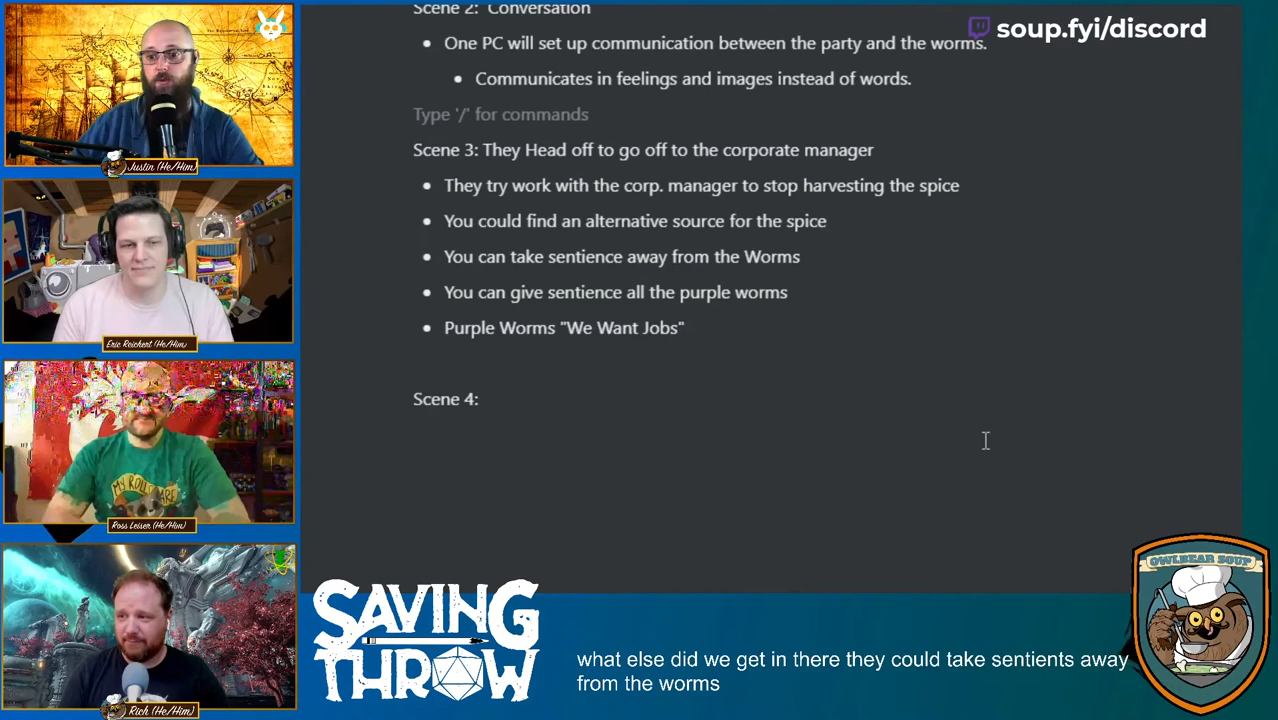 Scene 2: Conversation
soup.fyi/discord
One PC will set up communication between the party and the worms.
Communicates in feelings and images instead of words.
Type '/' for commands
Scene 3: They Head off to go off to the corporate manager
They try work with the corp. manager to stop harvesting the spice
You could find an alternative source for the spice
You can take sentience away from the Worms
You can give sentience all the purple worms
Purple Worms "We Want Jobs"
Scene 4:
Justin (He/Him)
Eric Reichert (He/Him)
MY ROLLS ARE
Ross Leiser (He/Him)
Rich (He/Him)
SAVING
THROW
what else did we get in there they could take sentients away
from the worms
OWLBEAR SOUP